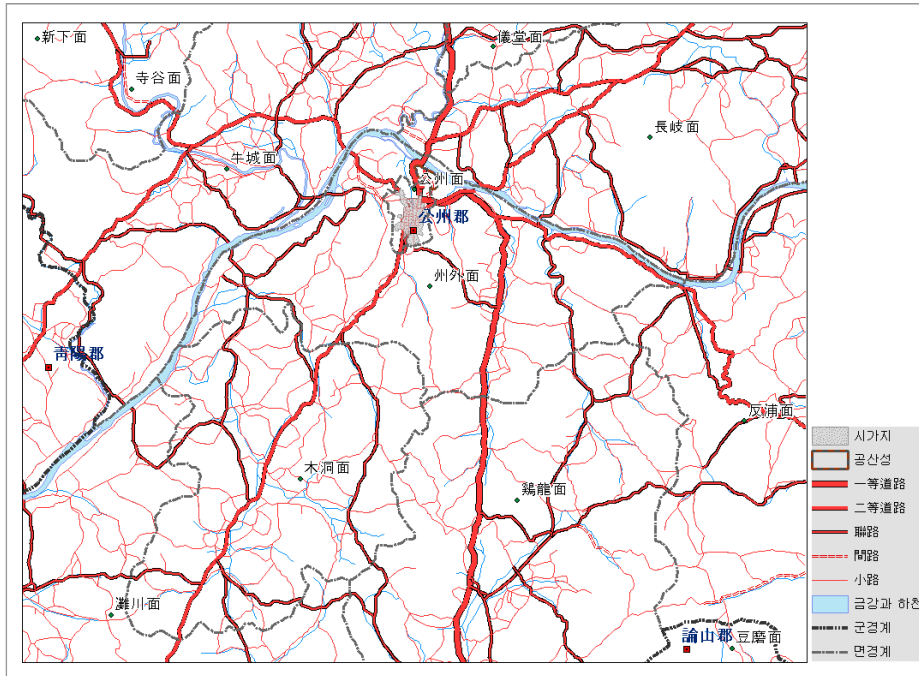 新下面
儀堂面
寺谷面
長岐面
牛城面
公州面
公州郡
州外面
靑陽郡
反浦面
木洞面
鷄龍面
灘川面
論山郡
豆磨面
시가지
공산성
一等道路
二等道路
聯路
間路
小路
금강과 하천
군경계
면경계